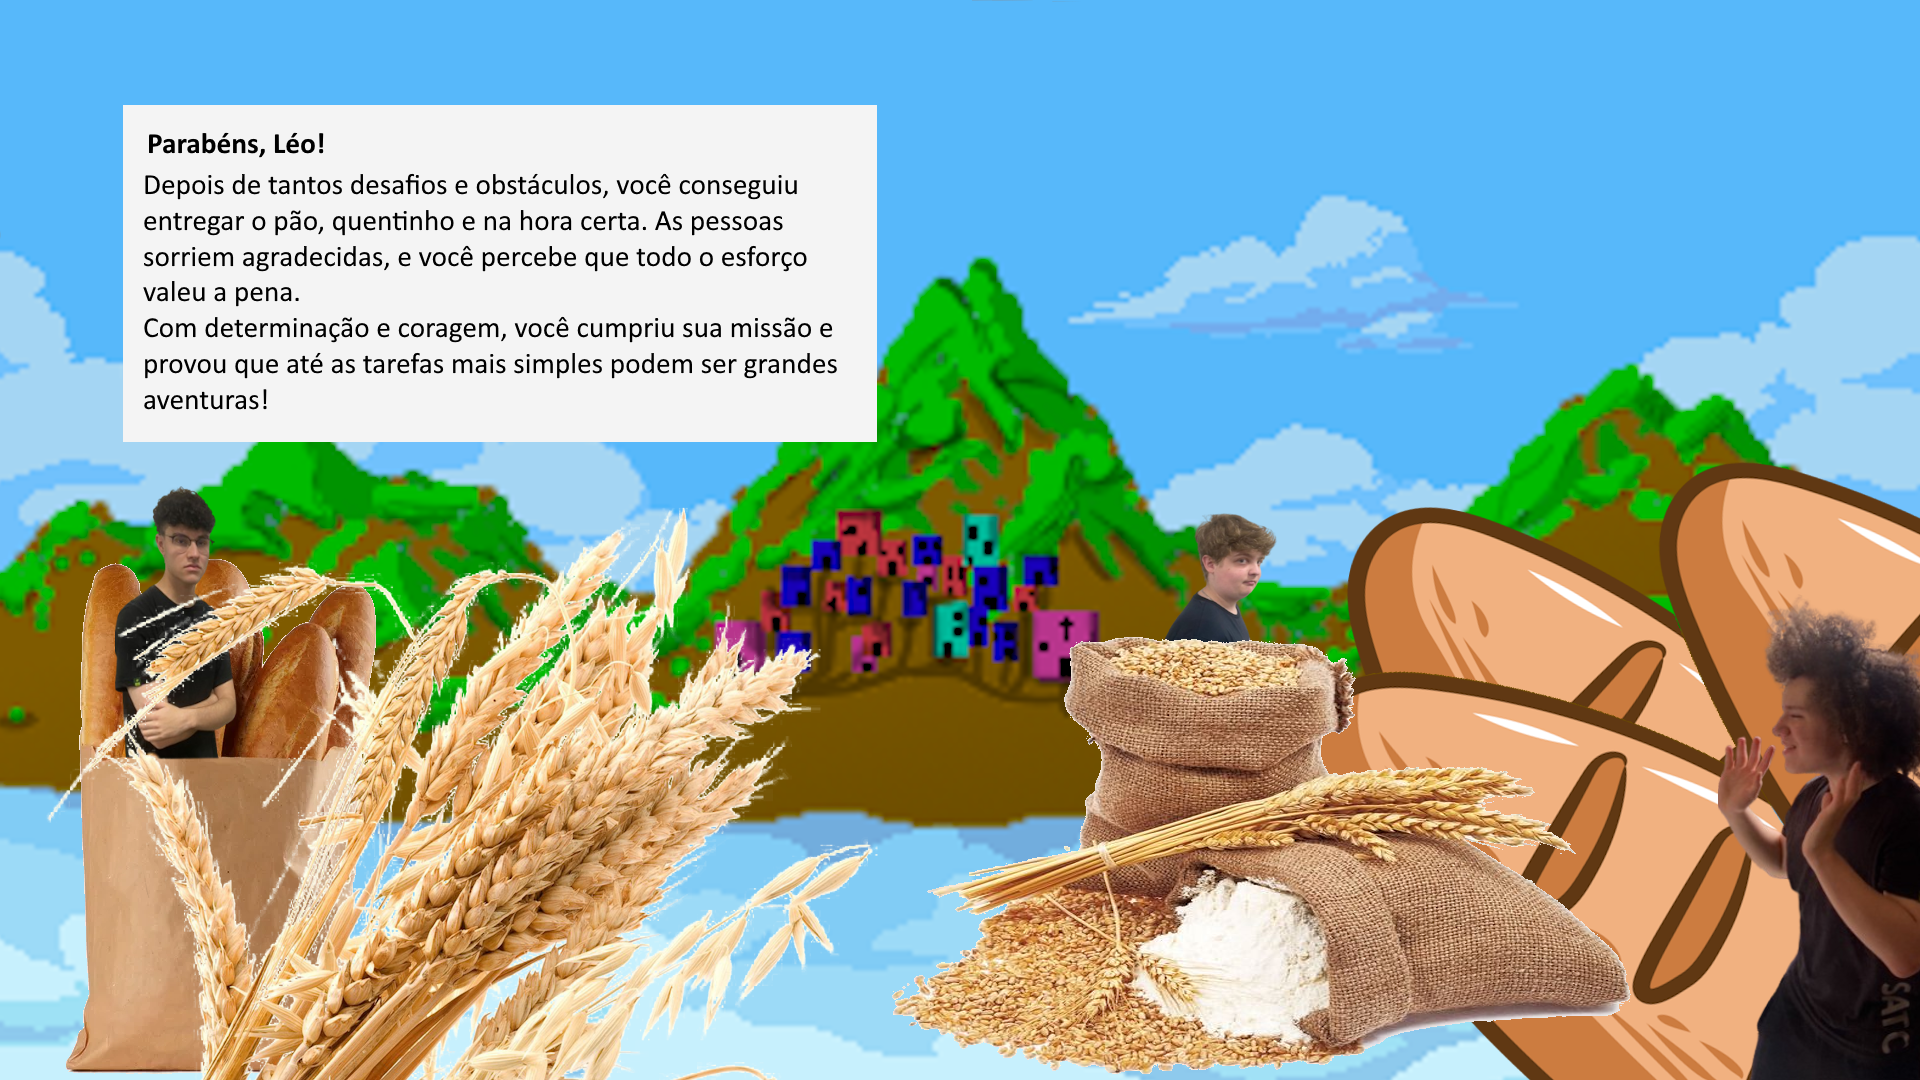 Parabéns, Léo!
Depois de tantos desafios e obstáculos, você conseguiu
entregar o pão, quentinho e na hora certa. As pessoas
sorriem agradecidas, e você percebe que todo o esforço
valeu a pena.
Com determinação e coragem, você cumpriu sua missão e
provou que até as tarefas mais simples podem ser grandes
aventuras!
SATC